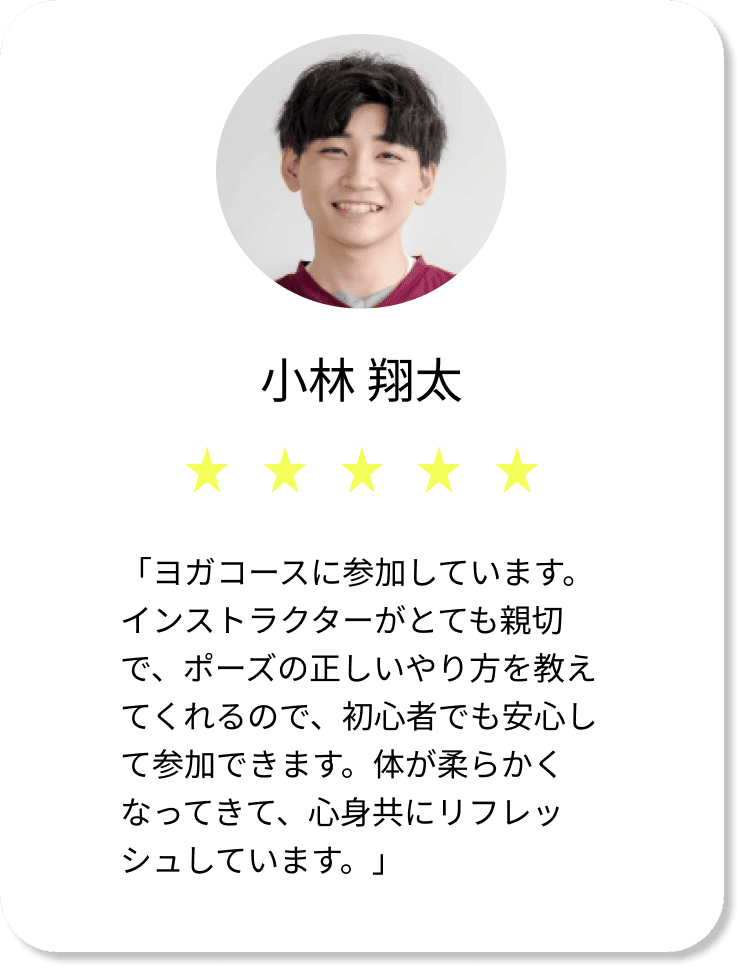 小林 翔太
★ ★ ★ ★ ★
「ヨガコースに参加しています。
インストラクターがとても親切
で、ポーズの正しいやり方を教え
てくれるので、初心者でも安心し
て参加できます。体が柔らかく
なってきて、心身共にリフレッ
シュしています。」